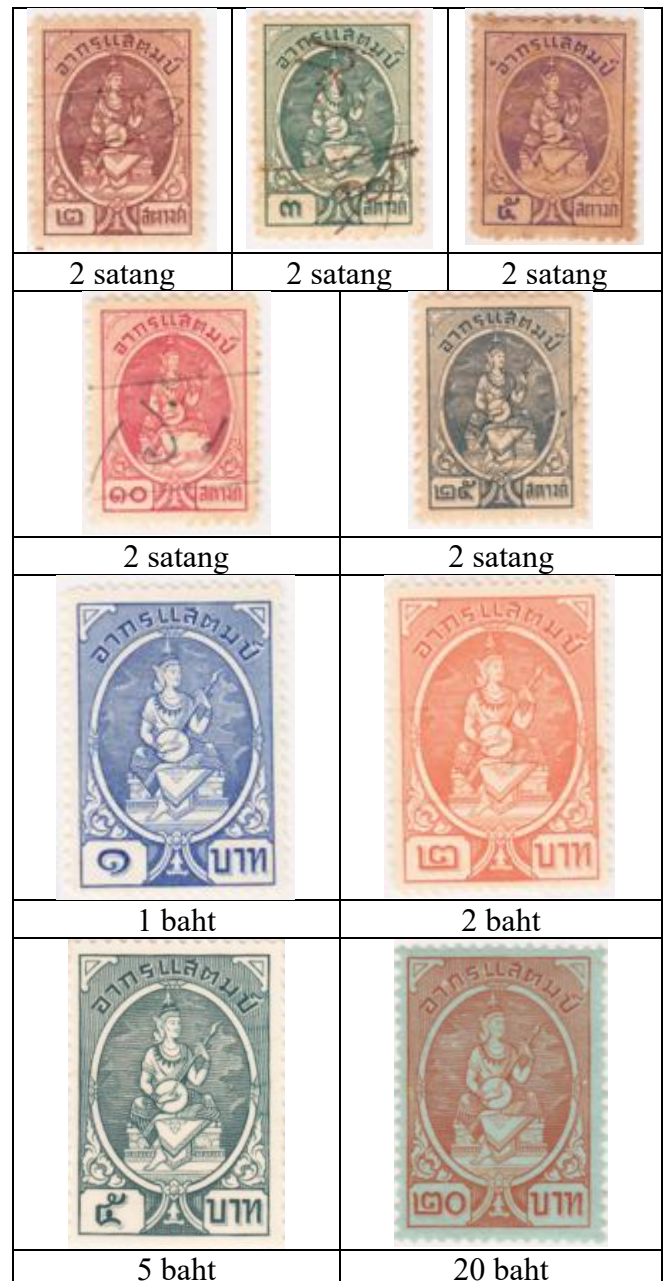 อากรแสตมป์ อากรแสตมป์ อากรแสตมป์
๒ สตางค์ ๓ สตางค์ ๕ สตางค์
2 satang 2 satang 2 satang
อากรแสตมป์ อากรแสตมป์
๑๐ สตางค์ ๒๕ สตางค์
2 satang 2 satang
อากรแสตมป์ อากรแสตมป์
๑ บาท ๒ บาท
1 baht 2 baht
อากรแสตมป์ อากรแสตมป์
๕ บาท ๒๐ บาท
5 baht 20 baht